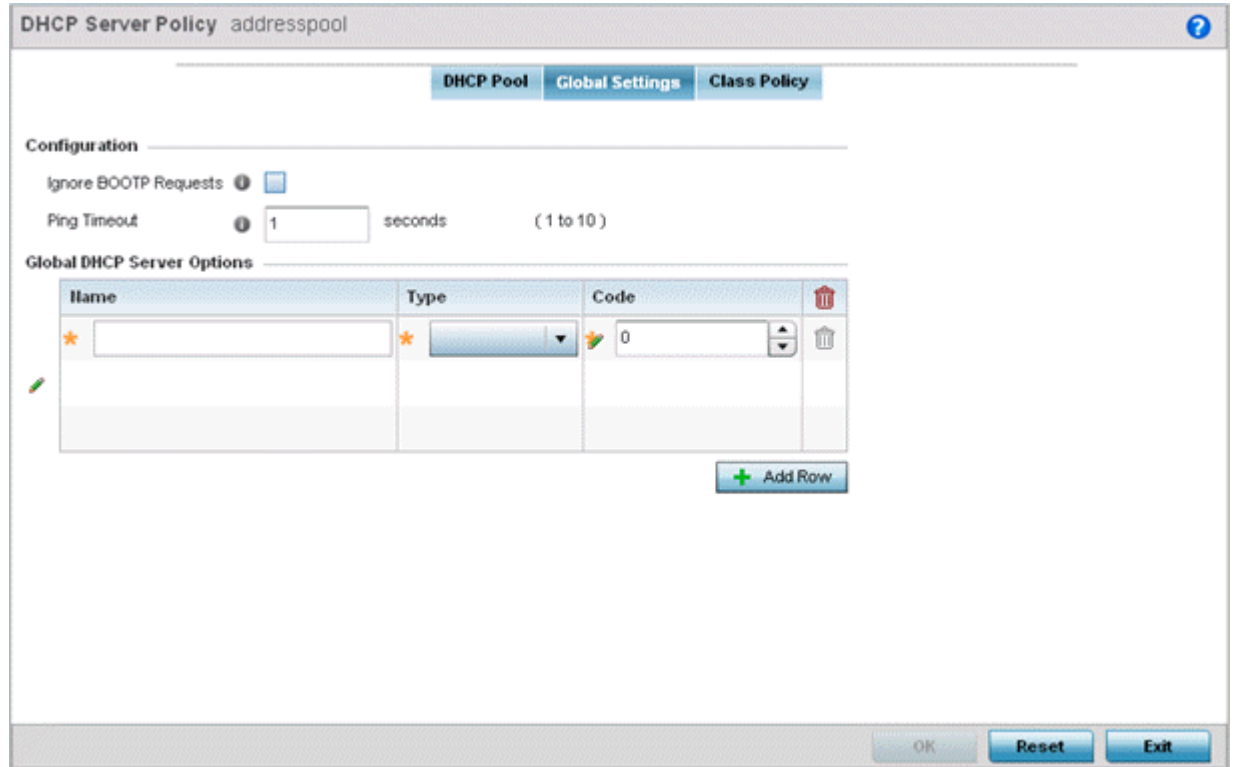 DHCP Server Policy addresspool ?
DHCP Pool Global Settings Class Policy
Configuration
Ignore BOOTP Requests i
Ping Timeout i 1 seconds ( 1 to 10 )
Global DHCP Server Options
Name Type Code
0
Add Row
OK Reset Exit